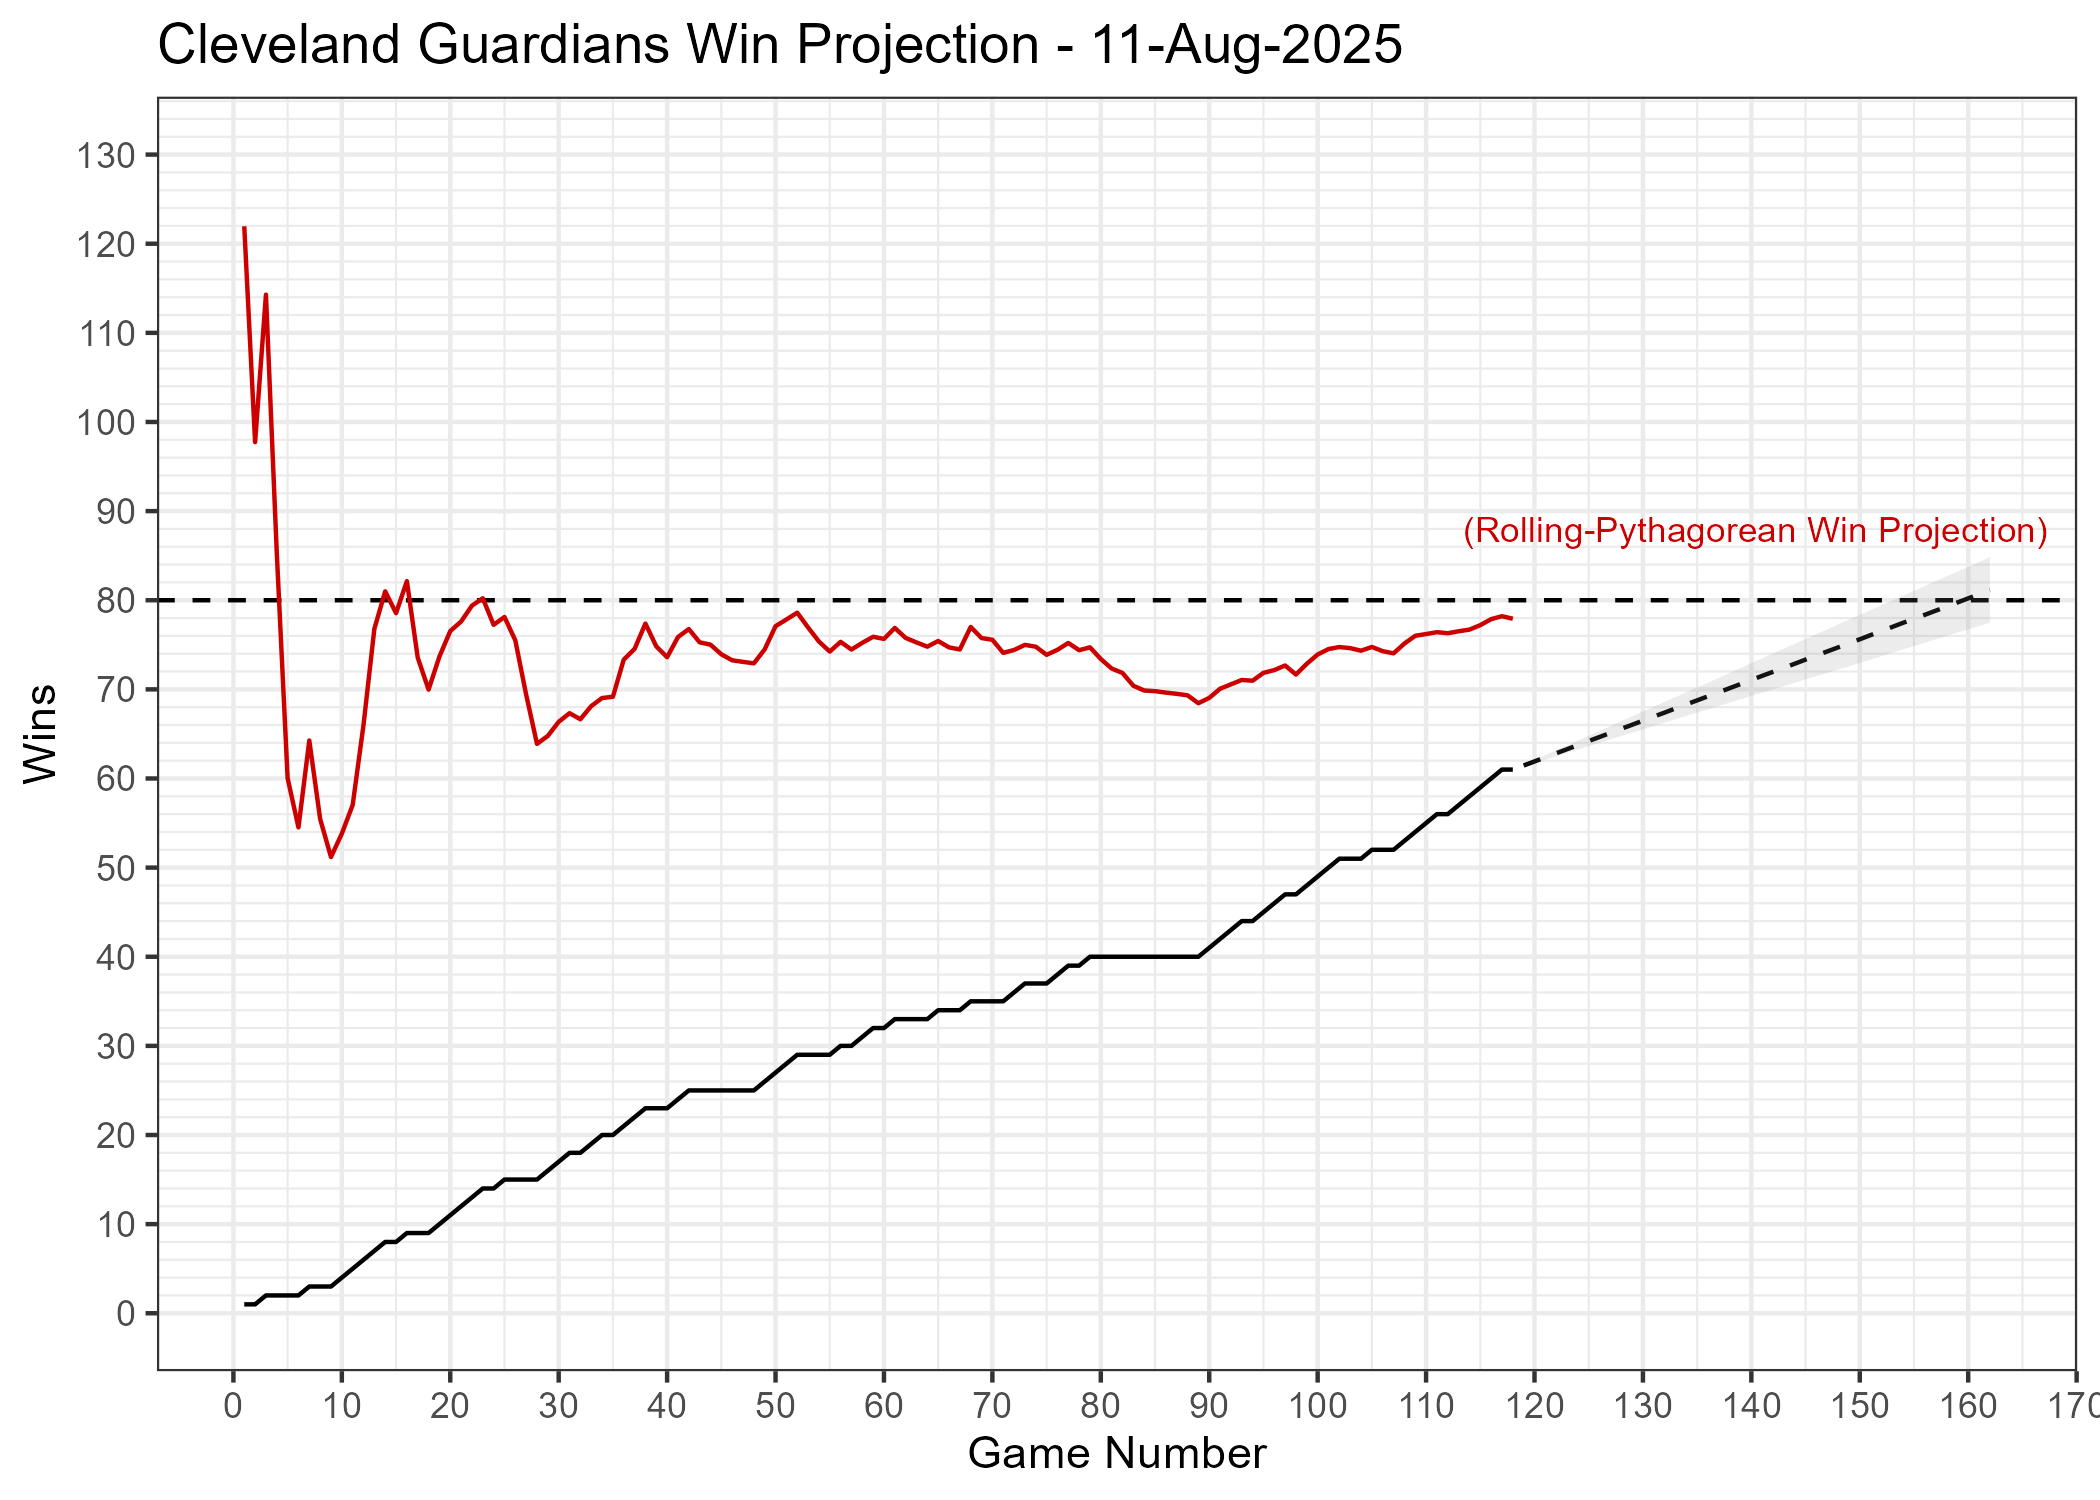 Cleveland Guardians Win Projection - 11-Aug-2025
130
120
110
100
90
(Rolling-Pythagorean Win Projection)
80
70
60
50
40
30
20
10
0
Wins
0 10 20 30 40 50 60 70 80 90 100 110 120 130 140 150 160 170
Game Number